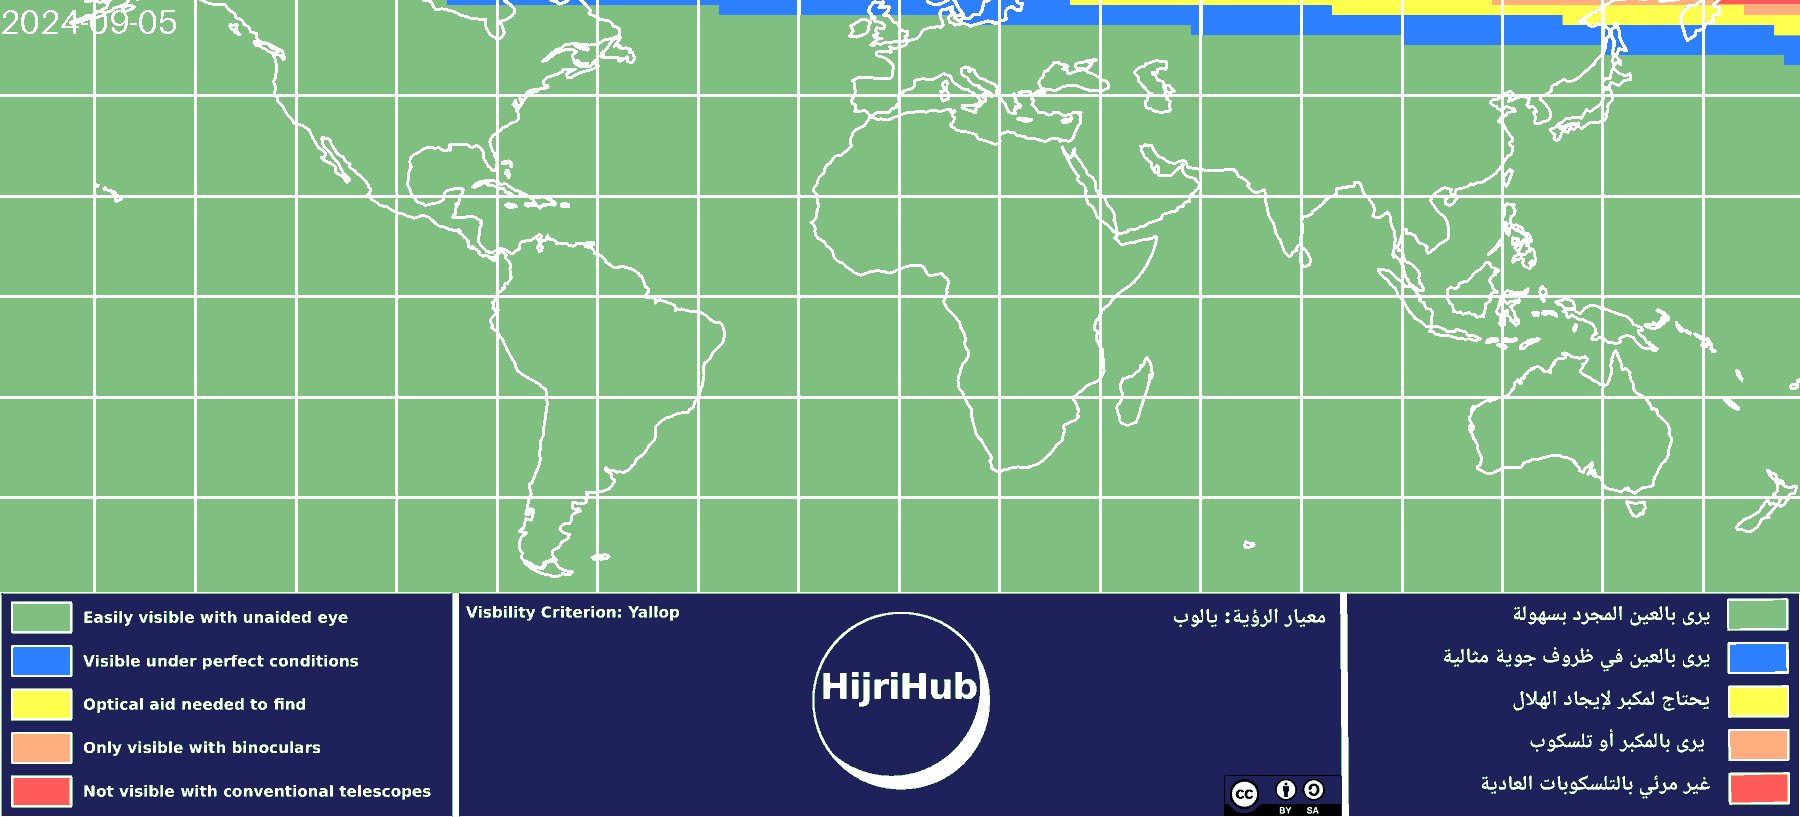 2024-09-05
Easily visible with unaided eye
Visible under perfect conditions
Optical aid needed to find
Only visible with binoculars
Not visible with conventional telescopes
Visbility Criterion: Yallop
HijriHub
معيار الرؤية: يالوب
cc
BY SA
يرى بالعين المجرد بسهولة
يرى بالعين في ظروف جوية مثالية
يحتاج لمكبر لإيجاد الهلال
يرى بالمكبر أو تلسكوب
غير مرئي بالتلسكوبات العادية